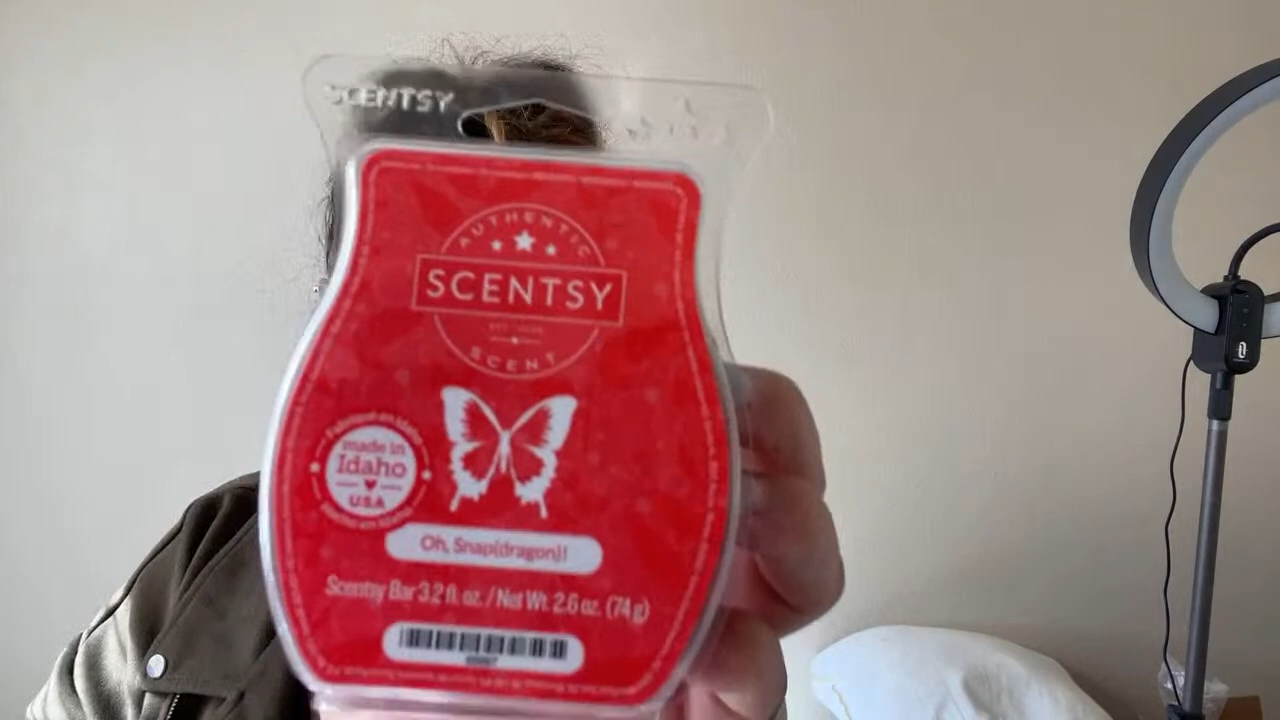 SCENTSY
AUTHENTIC
SCENTSY
SCENT
made in
Idaho
USA
Oh, Snap(dragon)!
Scentsy Bar 3.2 fl. oz. / Net Wt. 2.6 oz. (74 g)